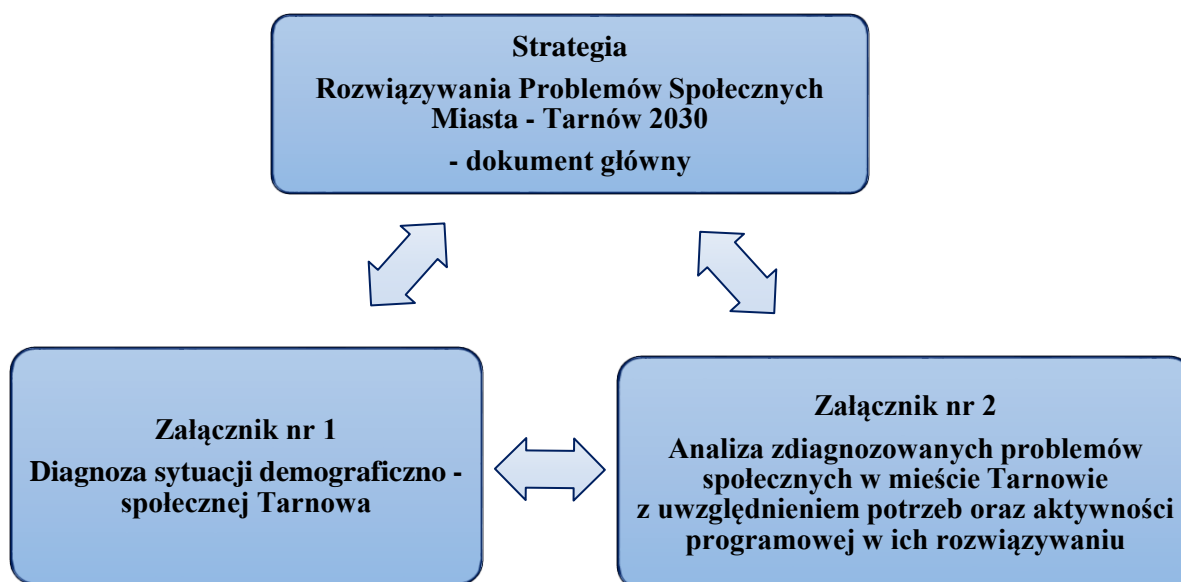 Strategia
Rozwiązywania Problemów Społecznych
Miasta - Tarnów 2030
- dokument główny
Załącznik nr 1
Diagnoza sytuacji demograficzno -
społecznej Tarnowa
Załącznik nr 2
Analiza zdiagnozowanych problemów
społecznych w mieście Tarnowie
z uwzględnieniem potrzeb oraz aktywności
programowej w ich rozwiązywaniu